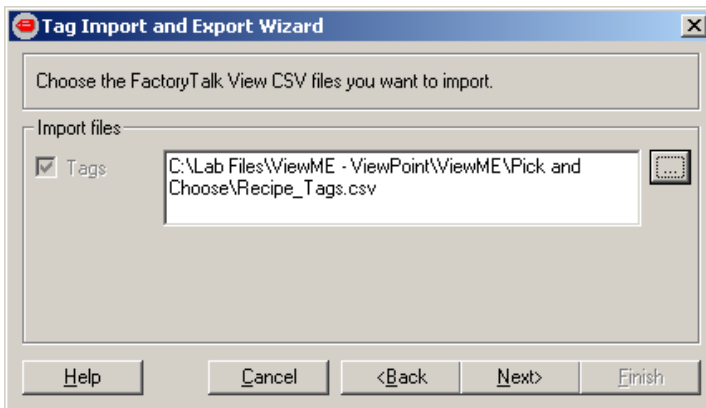 Tag Import and Export Wizard
Choose the FactoryTalk View CSV files you want to import.
Import files
Tags
C:\Lab Files\ViewME - ViewPoint\ViewME\Pick and
Choose\Recipe_Tags.csv
...
Help
Cancel
<Back
Next>
Finish